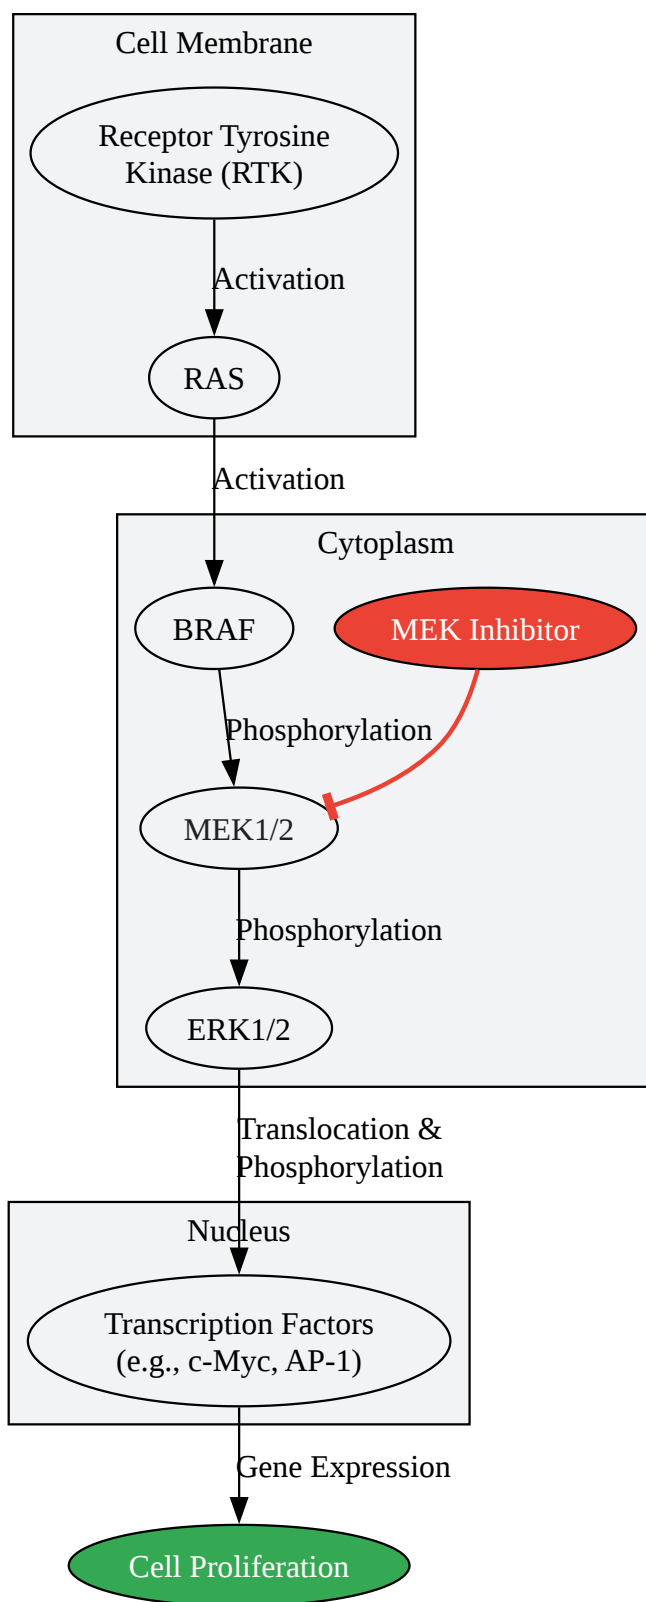 Cell Membrane
Receptor Tyrosine
Kinase (RTK)
Activation
RAS
Activation
Cytoplasm
BRAF
MEK Inhibitor
Phosphorylation
MEK1/2
Phosphorylation
ERK1/2
Translocation &
Phosphorylation
Nucleus
Transcription Factors
(e.g., c-Myc, AP-1)
Gene Expression
Cell Proliferation